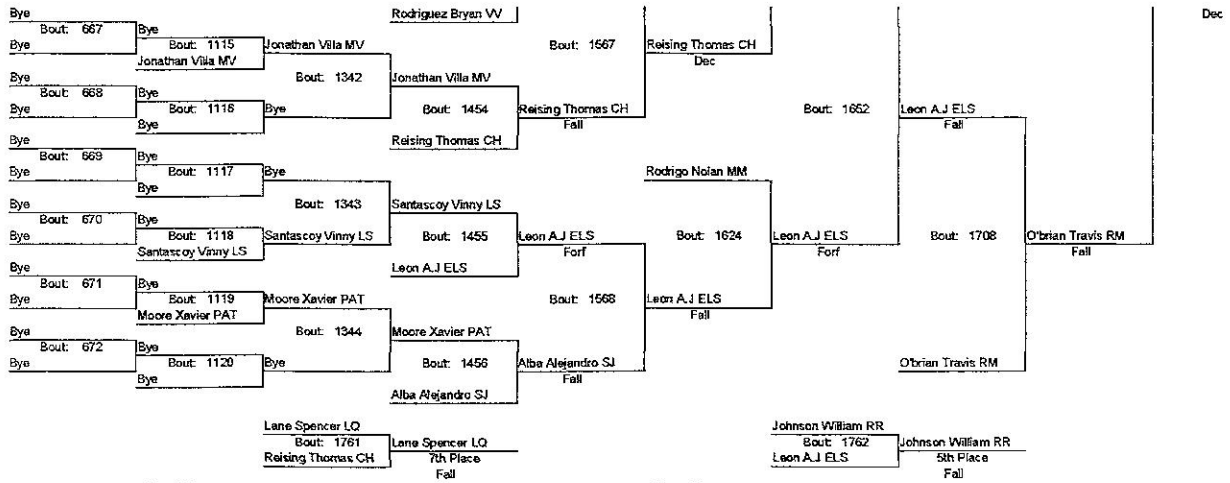 Bye
Rodriguez Bryan VV
Dec
Bout: 667
Bye
Bout: 1567
Bye
Bout: 1115
Jonathan Villa MV
Reising Thomas CH
Jonathan Villa MV
Dec
Bout: 1342
Bye
Jonathan Villa MV
Bout: 668
Bye
Bye
Bout: 1116
Bye
Bout: 1454
Reising Thomas CH
Bout: 1652
Leon A.J ELS
Bye
Fall
Fall
Bye
Reising Thomas CH
Bout: 669
Bye
Bye
Bout: 1117
Bye
Rodrigo Nolan MM
Bye
Bout: 1343
Bye
Santascoy Vinny LS
Bout: 670
Bye
Bye
Bout: 1118
Santascoy Vinny LS
Bout: 1455
Leon A.J ELS
Bout: 1624
Leon A.J ELS
Bout: 1708
O'brian Travis RM
Santascoy Vinny LS
Forf
Forf
Fall
Bye
Leon A.J ELS
Bout: 671
Bye
Bye
Bout: 1119
Moore Xavier PAT
Bout: 1568
Leon A.J ELS
Moore Xavier PAT
Fall
Bye
Bout: 1344
Moore Xavier PAT
Bout: 672
Bye
Bye
Bout: 1120
Bye
Bout: 1456
Alba Alejandro SJ
O'brian Travis RM
Bye
Fall
Alba Alejandro SJ
Lane Spencer LQ
Johnson William RR
Bout: 1761
Lane Spencer LQ
Bout: 1762
Johnson William RR
Reising Thomas CH
7th Place
Leon A.J ELS
5th Place
Fall
Fall